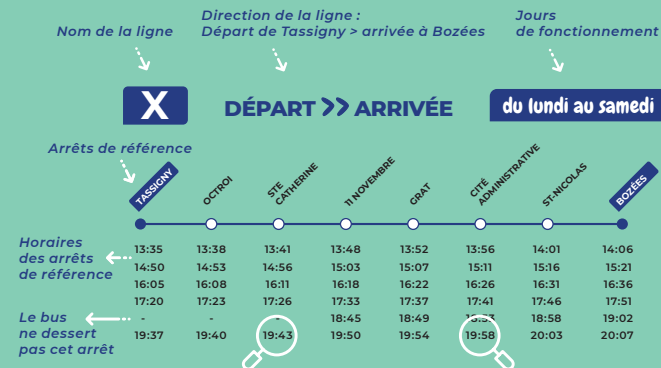 Nom de la ligne
Direction de la ligne :
Départ de Tassigny > arrivée à Bozées
Jours
de fonctionnement
X
DÉPART >> ARRIVÉE
du lundi au samedi
Arrêts de référence
TASSIGNY
OCTROI
STE
CATHERINE
11 NOVEMBRE
GRAT
CITÉ
ADMINISTRATIVE
ST-NICOLAS
BOZÉES
Horaires
des arrêts
de référence
13:35 13:38 13:41 13:48 13:52 13:56 14:01 14:06
14:50 14:53 14:56 15:03 15:07 15:11 15:16 15:21
16:05 16:08 16:11 16:18 16:22 16:26 16:31 16:36
17:20 17:23 17:26 17:33 17:37 17:41 17:46 17:51
Le bus
ne dessert
pas cet arrêt
- - - 18:45 18:49 18:58 19:02
19:37 19:40 19:43 19:50 19:54 19:58 20:03 20:07